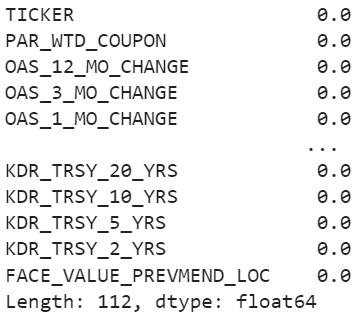 TICKER 0.0
PAR_WTD_COUPON 0.0
OAS_12_MO_CHANGE 0.0
OAS_3_MO_CHANGE 0.0
OAS_1_MO_CHANGE 0.0
...
KDR_TRSY_20_YRS 0.0
KDR_TRSY_10_YRS 0.0
KDR_TRSY_5_YRS 0.0
KDR_TRSY_2_YRS 0.0
FACE_VALUE_PREVMEND_LOC 0.0
Length: 112, dtype: float64